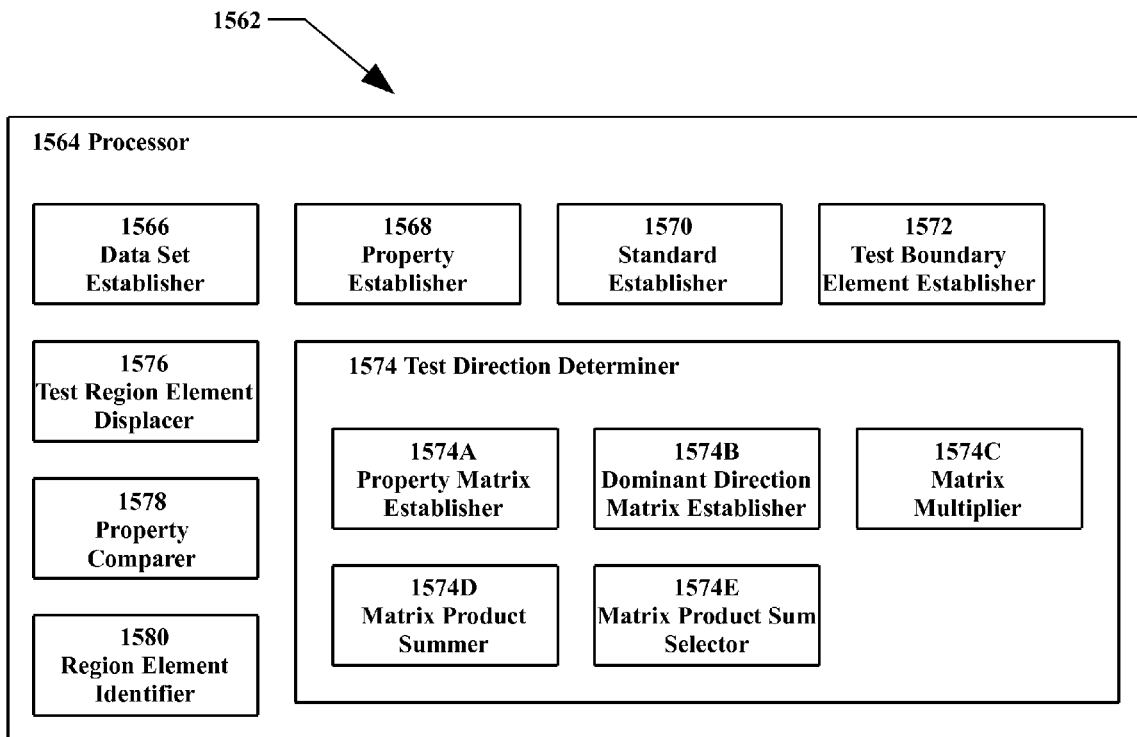 1562
1564 Processor
1566
Data Set
Establisher
1568
Property
Establisher
1570
Standard
Establisher
1572
Test Boundary
Element Establisher
1576
Test Region Element
Displacer
1574 Test Direction Determiner
1574A
Property Matrix
Establisher
1574B
Dominant Direction
Matrix Establisher
1574C
Matrix
Multiplier
1578
Property
Comparer
1574D
Matrix Product
Summer
1574E
Matrix Product Sum
Selector
1580
Region Element
Identifier